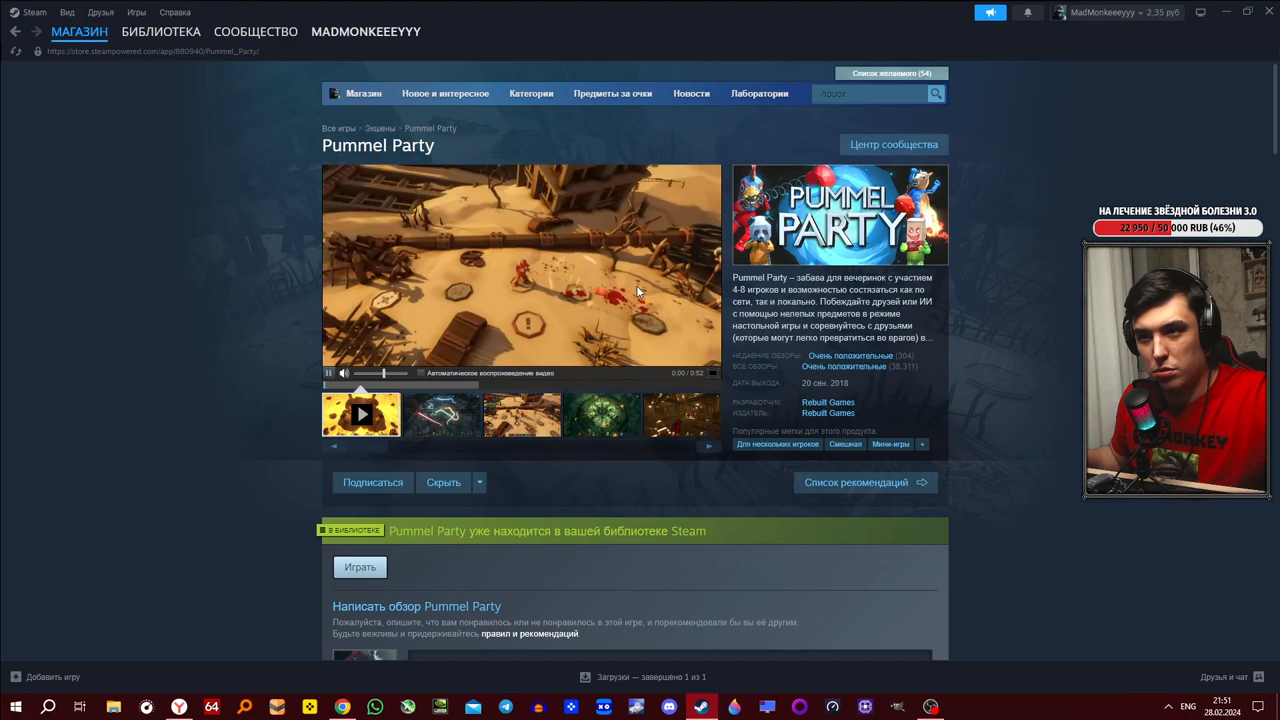 Steam Вид Друзья Игры Справка
MadMonkeeeyyy 2,35 руб
МАГАЗИН БИБЛИОТЕКА СООБЩЕСТВО MADMONKEEEYYY
https://store.steampowered.com/app/880940/Pummel_Party/
Список желаемого (54)
Магазин Новое и интересное Категории Предметы за очки Новости Лаборатории поиск
Все игры > Экшены > Pummel Party
Pummel Party
Центр сообщества
PUMMEL
PARTY
Pummel Party – забава для вечеринок с участием
4-8 игроков и возможностью состязаться как по
сети, так и локально. Побеждайте друзей или ИИ
с помощью нелепых предметов в режиме
настольной игры и соревнуйтесь с друзьями
(которые могут легко превратиться во врагов) в…
НЕДАВНИЕ ОБЗОРЫ: Очень положительные (304)
ВСЕ ОБЗОРЫ: Очень положительные (38,311)
ДАТА ВЫХОДА: 20 сен. 2018
РАЗРАБОТЧИК: Rebuilt Games
ИЗДАТЕЛЬ: Rebuilt Games
Популярные метки для этого продукта:
Для нескольких игроков Смешная Мини-игры +
Автоматическое воспроизведение видео 0:00 / 0:52
Подписаться Скрыть Список рекомендаций
В БИБЛИОТЕКЕ Pummel Party уже находится в вашей библиотеке Steam
Играть
Написать обзор Pummel Party
Пожалуйста, опишите, что вам понравилось или не понравилось в этой игре, и порекомендовали бы вы её другим.
Будьте вежливы и придерживайтесь правил и рекомендаций.
НА ЛЕЧЕНИЕ ЗВЁЗДНОЙ БОЛЕЗНИ 3.0
22 950 / 50 000 RUB (46%)
Добавить игру Загрузки — завершено 1 из 1 Друзья и чат
64
ENG
21:51
28.02.2024